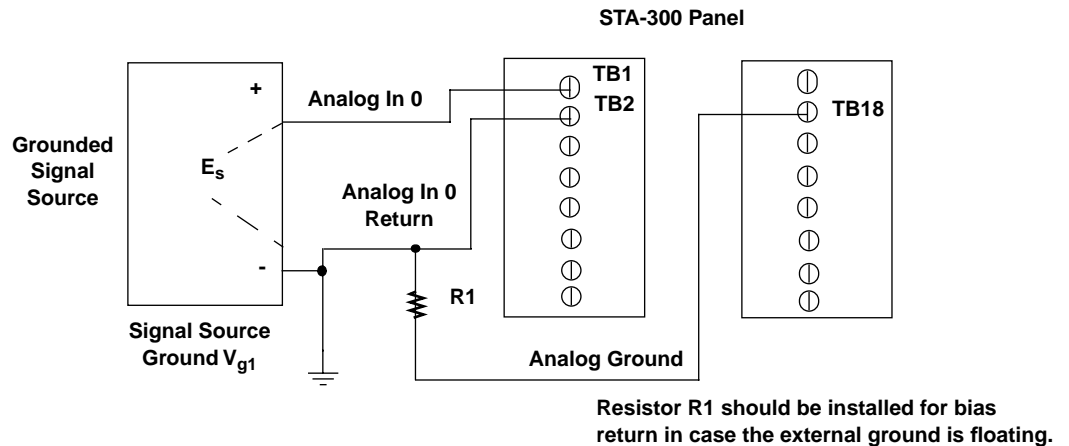 STA-300 Panel
+
Analog In 0
TB1
TB2
TB18
Grounded
Signal
Source
Es
Analog In 0
Return
-
R1
Signal Source
Ground Vg1
Analog Ground
Resistor R1 should be installed for bias
return in case the external ground is floating.